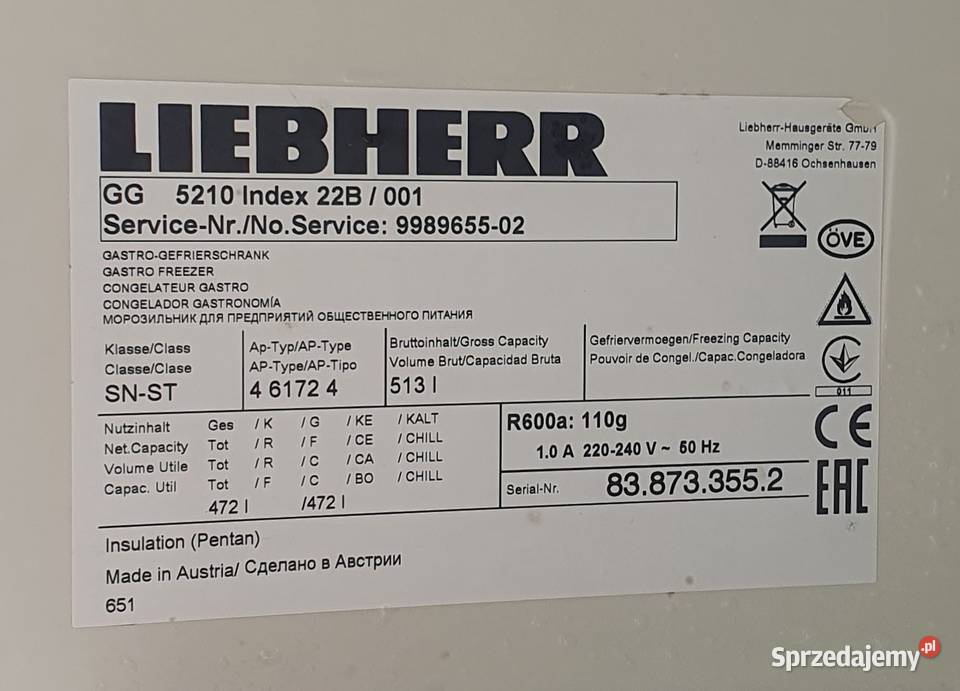 LIEBHERR
Liebherr-Hausgeräte GmbH
Memminger Str. 77-79
D-88416 Ochsenhausen
GG 5210 Index 22B / 001
Service-Nr./No.Service: 9989655-02
ÖVE
GASTRO-GEFRIERSCHRANK
GASTRO FREEZER
CONGELATEUR GASTRO
CONGELADOR GASTRONOMÍA
МОРОЗИЛЬНИК ДЛЯ ПРЕДПРИЯТИЙ ОБЩЕСТВЕННОГО ПИТАНИЯ
Klasse/Class
Classe/Clase
SN-ST
Ap-Typ/AP-Type
AP-Type/AP-Tipo
4 6172 4
Bruttoinhalt/Gross Capacity
Volume Brut/Capacidad Bruta
513 l
Gefriervermoegen/Freezing Capacity
Pouvoir de Congel./Capac.Congeladora
011
Nutzinhalt Ges / K / G / KE / KALT
Net.Capacity Tot / R / F / CE / CHILL
Volume Utile Tot / R / C / CA / CHILL
Capac. Util Tot / F / C / BO / CHILL
472 l /472 l
R600a: 110g
1.0 A 220-240 V ~ 50 Hz
Serial-Nr. 83.873.355.2
CE
EAC
Insulation (Pentan)
Made in Austria/ Сделано в Австрии
651
Sprzedajemy.pl